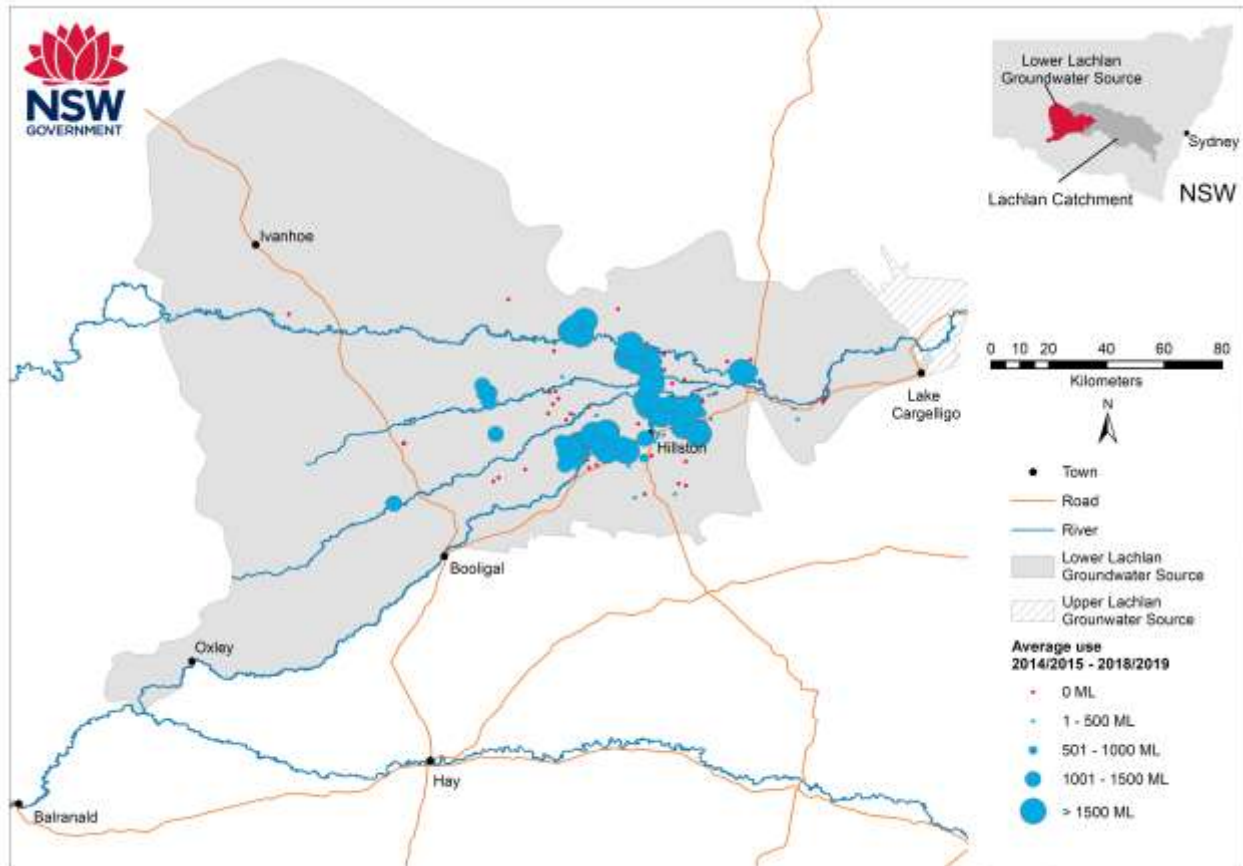 NSW
GOVERNMENT
Lower Lachlan
Groundwater Source
Sydney
NSW
Lachlan Catchment
Ivanhoe
0 10 20 40 60 80
Kilometers
N
Lake
Cargelligo
Hillston
Booligal
Oxley
Hay
Balranald
Town
Road
River
Lower Lachlan
Groundwater Source
Upper Lachlan
Grounwater Source
Average use
2014/2015 - 2018/2019
0 ML
1 - 500 ML
501 - 1000 ML
1001 - 1500 ML
> 1500 ML